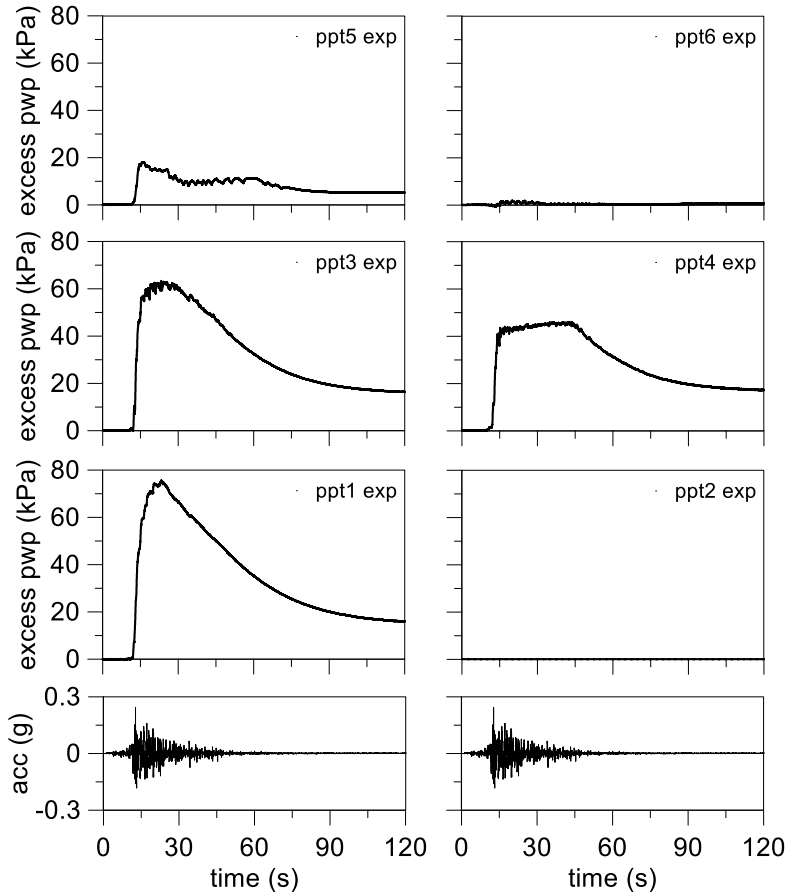 80
60
40
20
0
excess pwp (kPa)
ppt5 exp
ppt6 exp
80
60
40
20
0
excess pwp (kPa)
ppt3 exp
ppt4 exp
80
60
40
20
0
excess pwp (kPa)
ppt1 exp
ppt2 exp
0.3
0
-0.3
acc (g)
0 30 60 90 120
time (s)
0 30 60 90 120
time (s)